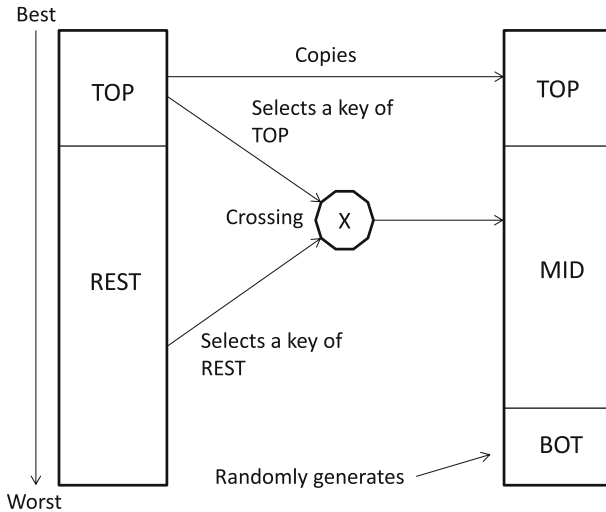 Best
TOP
REST
Worst
Copies
Selects a key of
TOP
Crossing
X
Selects a key of
REST
Randomly generates
TOP
MID
BOT